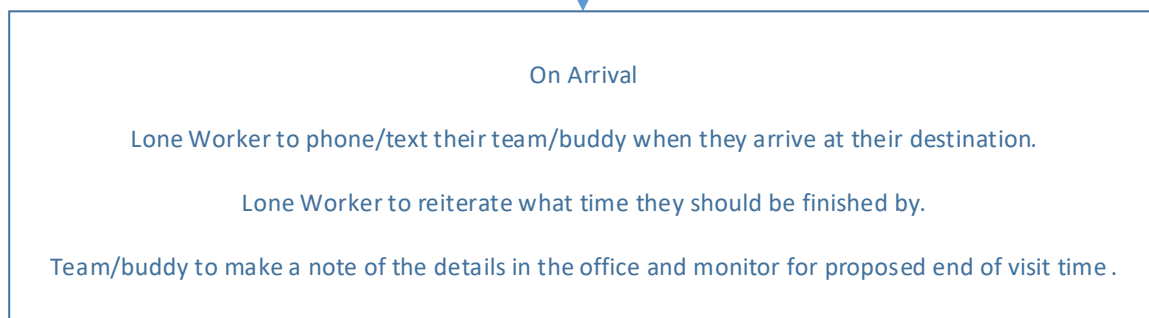 On Arrival
Lone Worker to phone/text their team/buddy when they arrive at their destination.
Lone Worker to reiterate what time they should be finished by.
Team/buddy to make a note of the details in the office and monitor for proposed end of visit time .